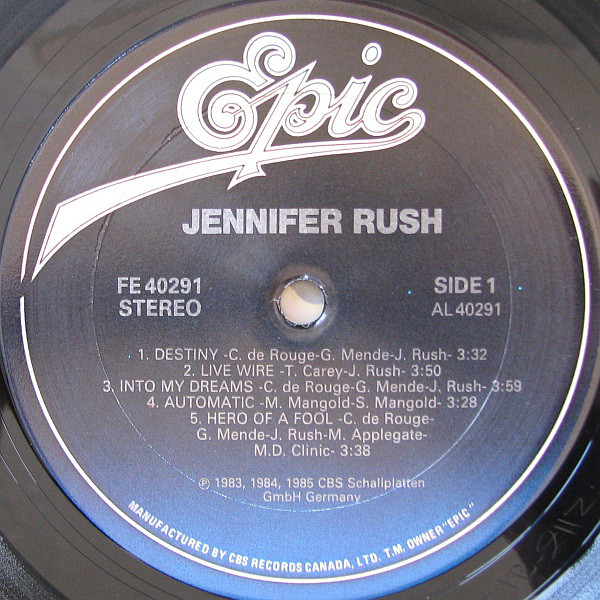 Epic
JENNIFER RUSH
FE 40291
STEREO
SIDE 1
AL 40291
1. DESTINY -C. de Rouge-G. Mende-J. Rush- 3:32
2. LIVE WIRE -T. Carey-J. Rush- 3:50
3. INTO MY DREAMS -C. de Rouge-G. Mende-J. Rush- 3:59
4. AUTOMATIC -M. Mangold-S. Mangold- 3:28
5. HERO OF A FOOL -C. de Rouge-
G. Mende-J. Rush-M. Applegate-
M.D. Clinic- 3:38
℗ 1983, 1984, 1985 CBS Schallplatten
GmbH Germany
MANUFACTURED BY CBS RECORDS CANADA, LTD. T.M. OWNER "EPIC"